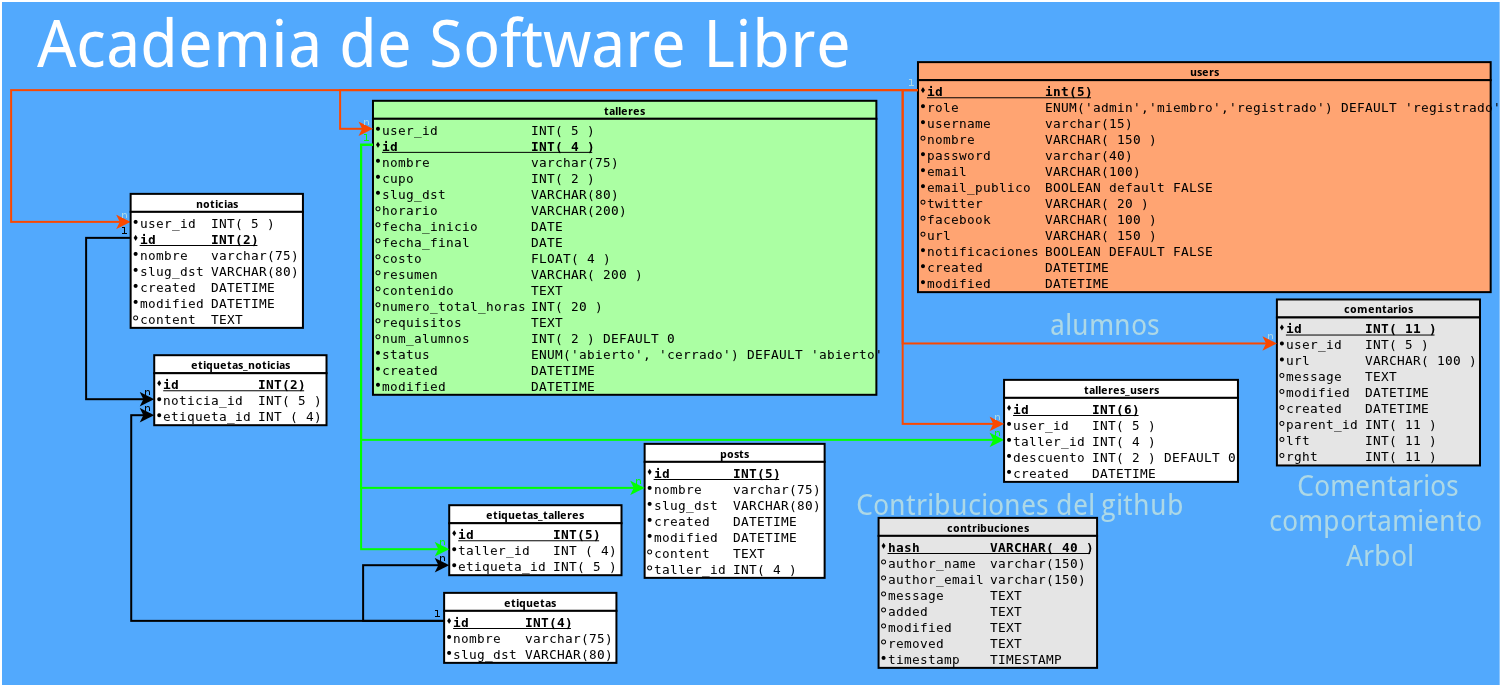 Academia de Software Libre
users
1
id int(5)
role ENUM('admin','miembro','registrado') DEFAULT 'registrado'
username varchar(15)
nombre VARCHAR( 150 )
password varchar(40)
email VARCHAR(100)
email_publico BOOLEAN default FALSE
twitter VARCHAR( 20 )
facebook VARCHAR( 100 )
url VARCHAR( 150 )
notificaciones BOOLEAN DEFAULT FALSE
created DATETIME
modified DATETIME
talleres
n
user_id INT( 5 )
1
id INT( 4 )
nombre varchar(75)
cupo INT( 2 )
slug_dst VARCHAR(80)
horario VARCHAR(200)
fecha_inicio DATE
fecha_final DATE
costo FLOAT( 4 )
resumen VARCHAR( 200 )
contenido TEXT
numero_total_horas INT( 20 )
requisitos TEXT
num_alumnos INT( 2 ) DEFAULT 0
status ENUM('abierto', 'cerrado') DEFAULT 'abierto'
created DATETIME
modified DATETIME
noticias
n
user_id INT( 5 )
1
id INT(2)
nombre varchar(75)
slug_dst VARCHAR(80)
created DATETIME
modified DATETIME
content TEXT
etiquetas_noticias
id INT(2)
n
noticia_id INT( 5 )
n
etiqueta_id INT ( 4)
alumnos
comentarios
id INT( 11 )
n
user_id INT( 5 )
url VARCHAR( 100 )
message TEXT
modified DATETIME
created DATETIME
parent_id INT( 11 )
lft INT( 11 )
rght INT( 11 )
Comentarios
comportamiento
Arbol
talleres_users
id INT(6)
n
user_id INT( 5 )
taller_id INT( 4 )
descuento INT( 2 ) DEFAULT 0
created DATETIME
posts
id INT(5)
n
nombre varchar(75)
slug_dst VARCHAR(80)
created DATETIME
modified DATETIME
content TEXT
taller_id INT( 4 )
etiquetas_talleres
id INT(5)
n
taller_id INT ( 4)
n
etiqueta_id INT( 5 )
etiquetas
1
id INT(4)
nombre varchar(75)
slug_dst VARCHAR(80)
Contribuciones del github
contribuciones
hash VARCHAR( 40 )
author_name varchar(150)
author_email varchar(150)
message TEXT
added TEXT
modified TEXT
removed TEXT
timestamp TIMESTAMP